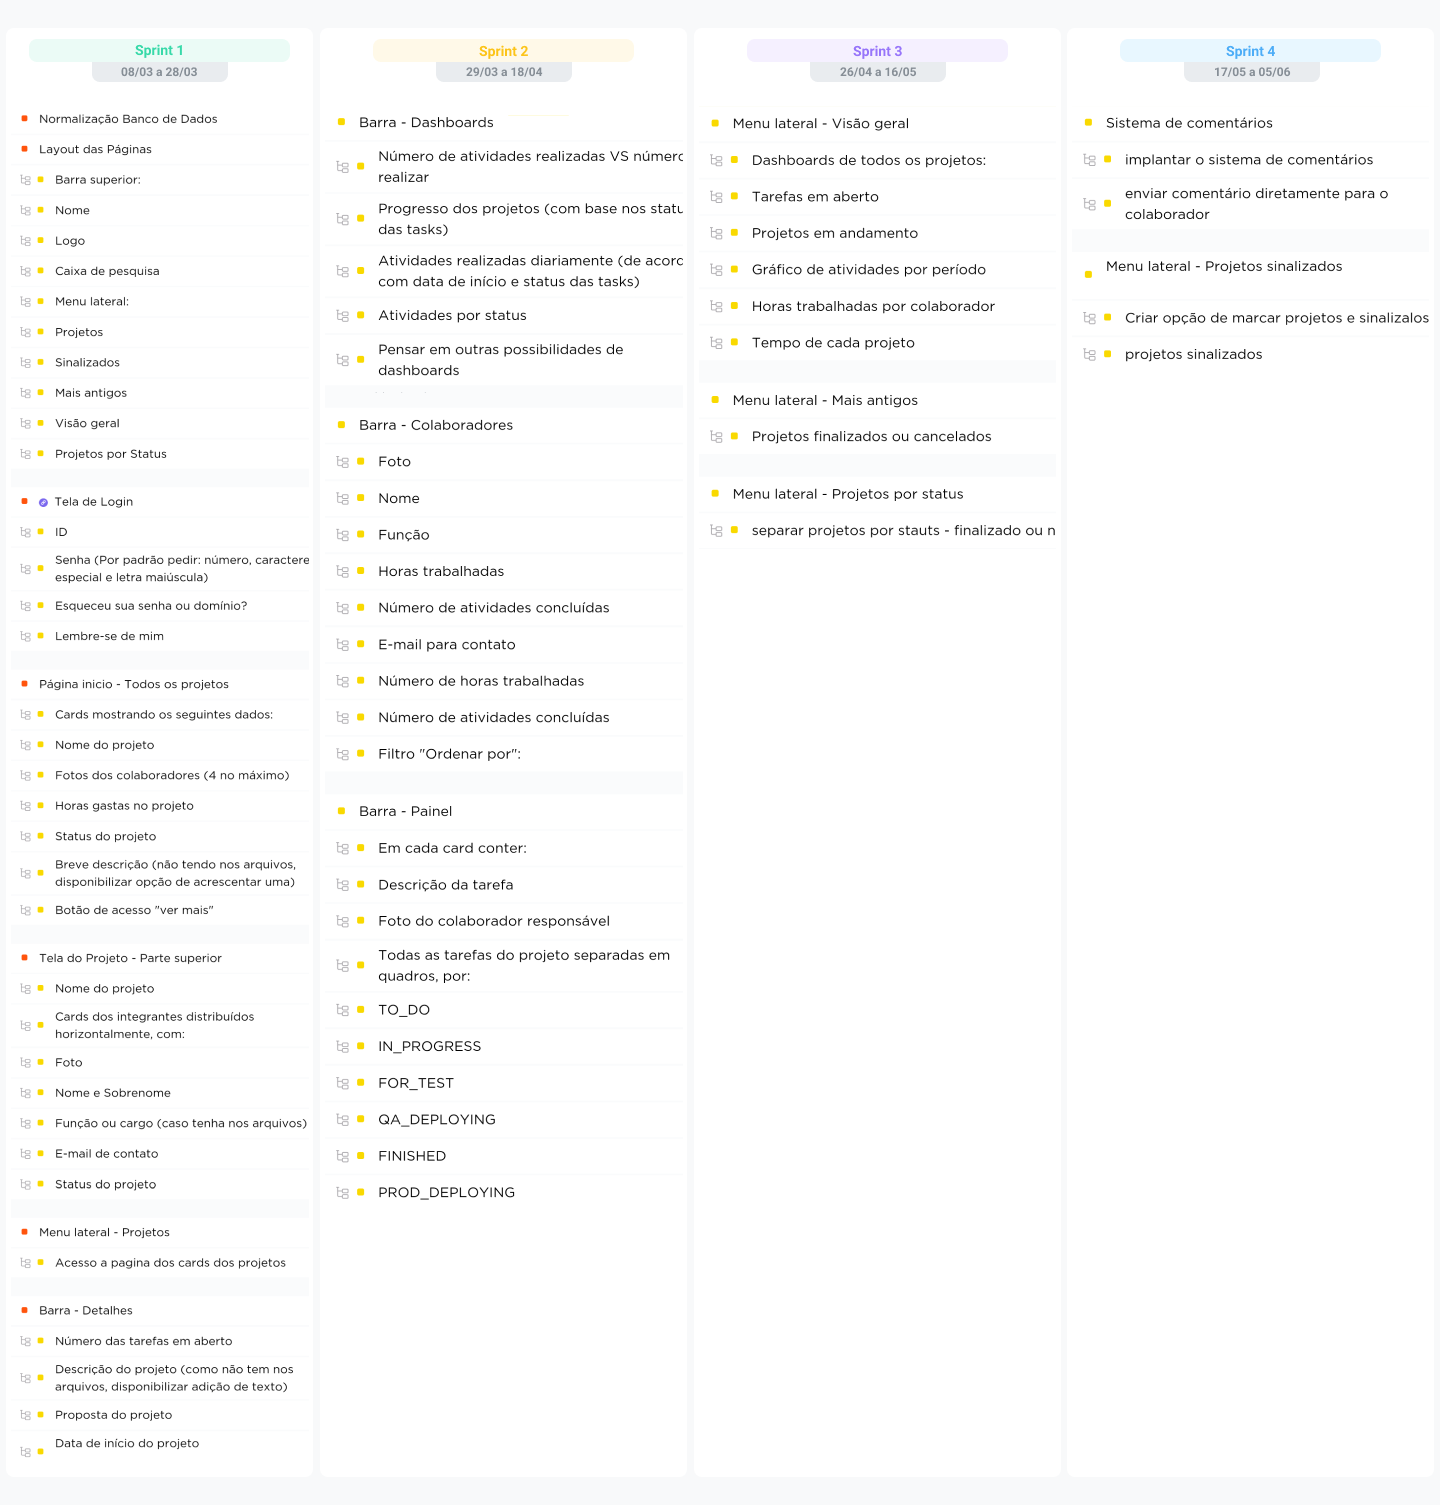 Sprint 1
08/03 a 28/03
Normalização Banco de Dados
Layout das Páginas
Barra superior:
Nome
Logo
Caixa de pesquisa
Menu lateral:
Projetos
Sinalizados
Mais antigos
Visão geral
Projetos por Status
Tela de Login
ID
Senha (Por padrão pedir: número, caractere
especial e letra maiúscula)
Esqueceu sua senha ou domínio?
Lembre-se de mim
Página inicio - Todos os projetos
Cards mostrando os seguintes dados:
Nome do projeto
Fotos dos colaboradores (4 no máximo)
Horas gastas no projeto
Status do projeto
Breve descrição (não tendo nos arquivos,
disponibilizar opção de acrescentar uma)
Botão de acesso "ver mais"
Tela do Projeto - Parte superior
Nome do projeto
Cards dos integrantes distribuídos
horizontalmente, com:
Foto
Nome e Sobrenome
Função ou cargo (caso tenha nos arquivos)
E-mail de contato
Status do projeto
Menu lateral - Projetos
Acesso a pagina dos cards dos projetos
Barra - Detalhes
Número das tarefas em aberto
Descrição do projeto (como não tem nos
arquivos, disponibilizar adição de texto)
Proposta do projeto
Data de início do projeto
Sprint 2
29/03 a 18/04
Barra - Dashboards
Número de atividades realizadas VS número
realizar
Progresso dos projetos (com base nos statu
das tasks)
Atividades realizadas diariamente (de acord
com data de início e status das tasks)
Atividades por status
Pensar em outras possibilidades de
dashboards
Barra - Colaboradores
Foto
Nome
Função
Horas trabalhadas
Número de atividades concluídas
E-mail para contato
Número de horas trabalhadas
Número de atividades concluídas
Filtro "Ordenar por":
Barra - Painel
Em cada card conter:
Descrição da tarefa
Foto do colaborador responsável
Todas as tarefas do projeto separadas em
quadros, por:
TO_DO
IN_PROGRESS
FOR_TEST
QA_DEPLOYING
FINISHED
PROD_DEPLOYING
Sprint 3
26/04 a 16/05
Menu lateral - Visão geral
Dashboards de todos os projetos:
Tarefas em aberto
Projetos em andamento
Gráfico de atividades por período
Horas trabalhadas por colaborador
Tempo de cada projeto
Menu lateral - Mais antigos
Projetos finalizados ou cancelados
Menu lateral - Projetos por status
separar projetos por stauts - finalizado ou n
Sprint 4
17/05 a 05/06
Sistema de comentários
implantar o sistema de comentários
enviar comentário diretamente para o
colaborador
Menu lateral - Projetos sinalizados
Criar opção de marcar projetos e sinalizalos
projetos sinalizados